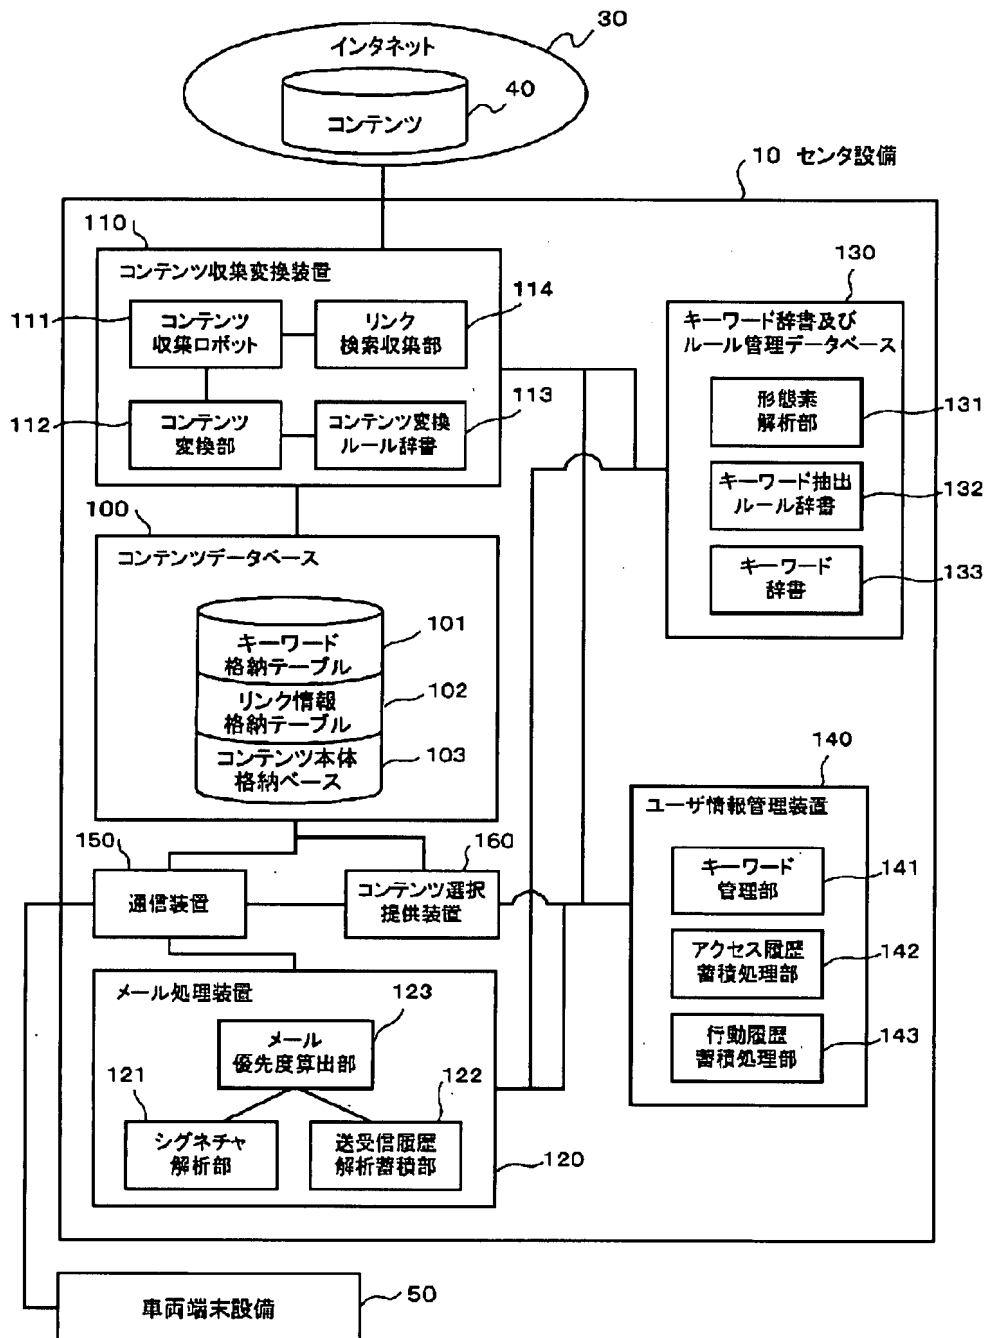 30
インタネット
40
コンテンツ
10 センタ設備
110
コンテンツ収集変換装置
111
コンテンツ
収集ロボット
114
リンク
検索収集部
112
コンテンツ
変換部
113
コンテンツ変換
ルール辞書
130
キーワード辞書及び
ルール管理データベース
形態素
解析部
131
キーワード抽出
ルール辞書
132
キーワード
辞書
133
100
コンテンツデータベース
キーワード
格納テーブル
101
リンク情報
格納テーブル
102
コンテンツ本体
格納ベース
103
140
ユーザ情報管理装置
キーワード
管理部
141
アクセス履歴
蓄積処理部
142
行動履歴
蓄積処理部
143
150
通信装置
160
コンテンツ選択
提供装置
メール処理装置
123
メール
優先度算出部
121
シグネチャ
解析部
122
送受信履歴
解析蓄積部
120
車両端末設備
50